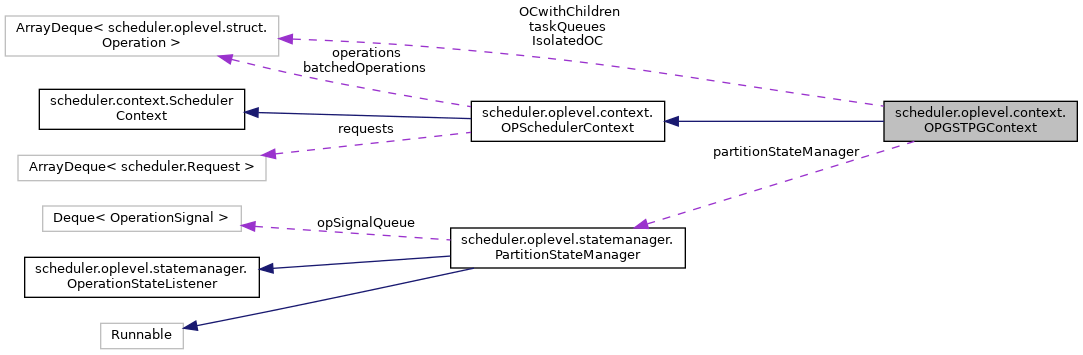 OCwithChildren
taskQueues
IsolatedOC
ArrayDeque< scheduler.oplevel.struct.
Operation >
operations
batchedOperations
scheduler.context.Scheduler
Context
scheduler.oplevel.context.
OPSchedulerContext
scheduler.oplevel.context.
OPGSTPGContext
requests
ArrayDeque< scheduler.Request >
partitionStateManager
Deque< OperationSignal >
opSignalQueue
scheduler.oplevel.statemanager.
PartitionStateManager
scheduler.oplevel.statemanager.
OperationStateListener
Runnable